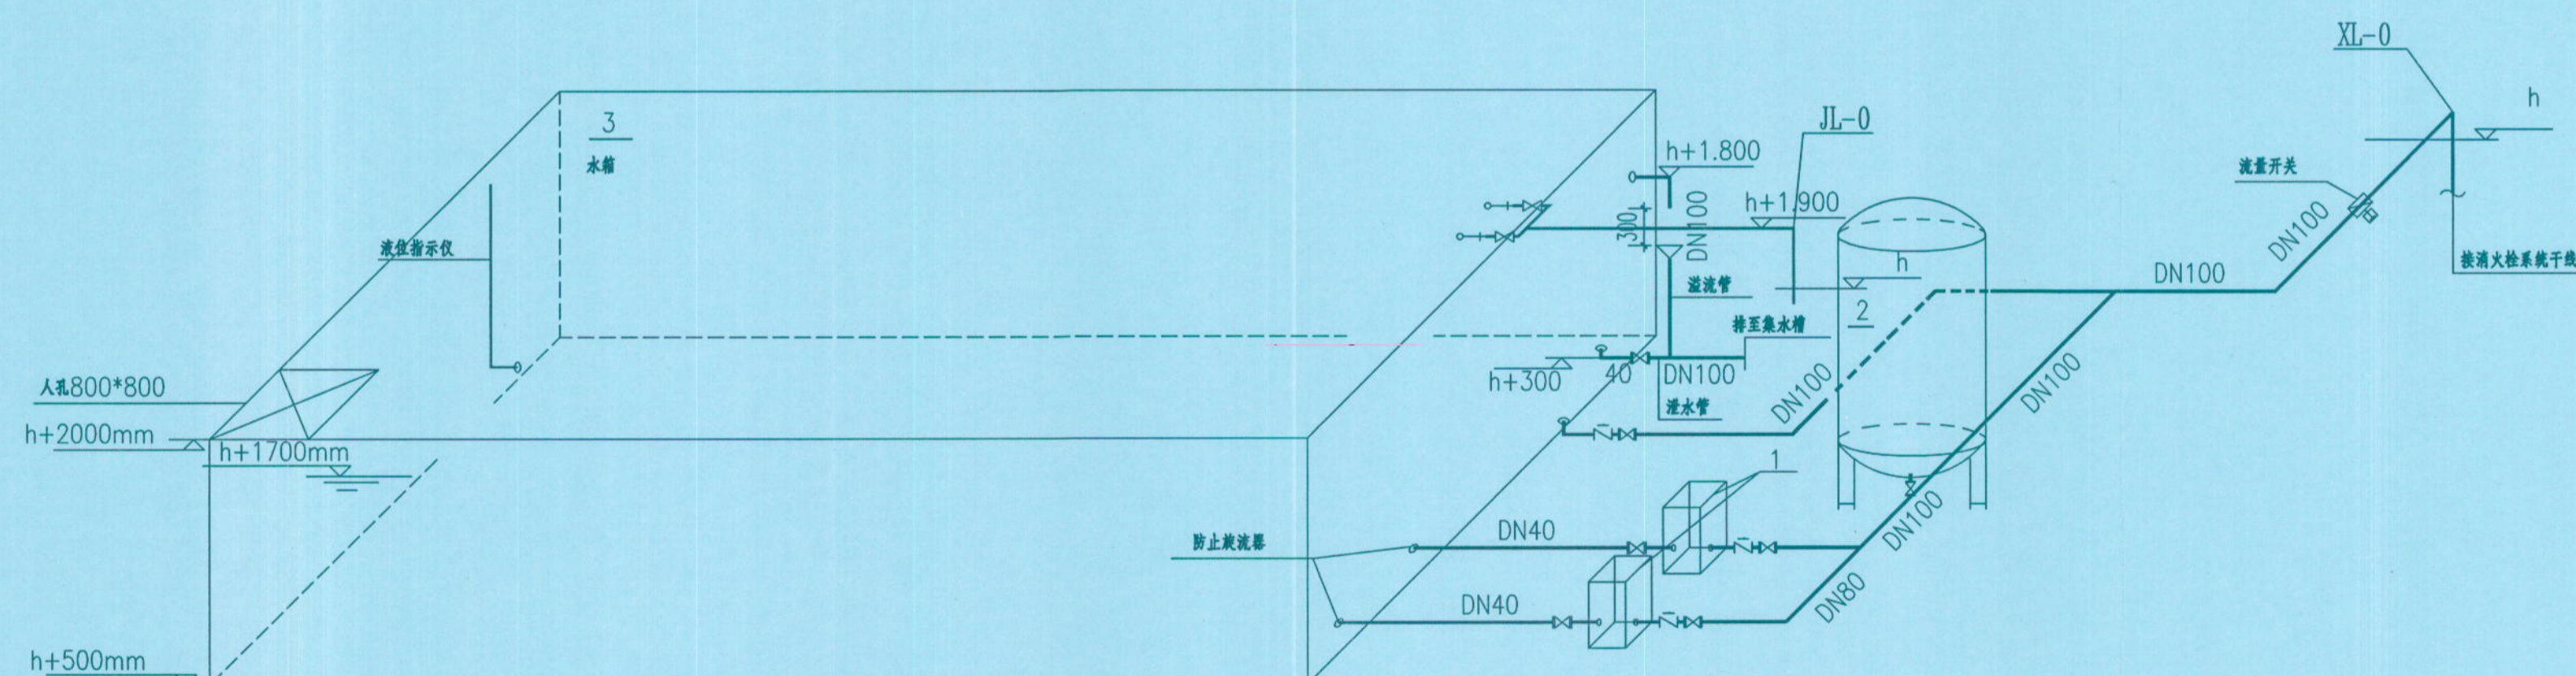 XL-0
h
3
水箱
JL-0
h+1.800
流量开关
DN100
h+1.900
300
DN100
液位指示仪
h
接消火栓系统干线
DN100
溢流管
2
排至集水槽
人孔800*800
h+300
40
DN100
DN100
DN100
泄水管
h+2000mm
h+1700mm
1
DN100
防止旋流器
DN40
DN40
DN80
h+500mm